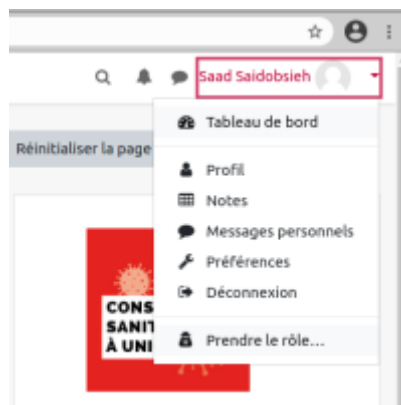 Saad Saidobsieh
Tableau de bord
Réinitialiser la page
Profil
Notes
Messages personnels
Préférences
Déconnexion
CONS
SANIT
À UNI
Prendre le rôle...